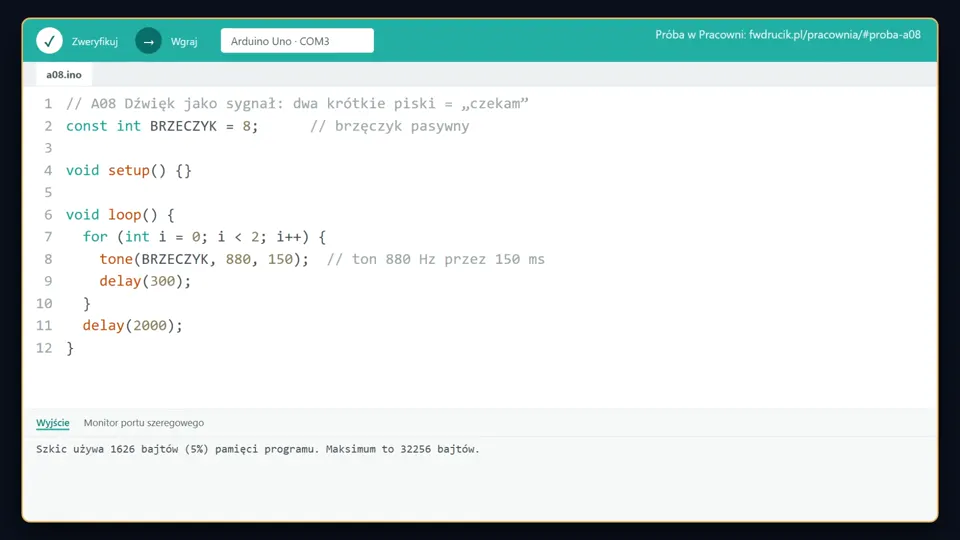 ✓ Zweryfikuj → Wgraj Arduino Uno · COM3 Próba w Pracowni: fwdrucik.pl/pracownia/#proba-a08
a08.ino
1 // A08 Dźwięk jako sygnał: dwa krótkie piski = „czekam”
2 const int BRZECZYK = 8; // brzęczyk pasywny
3
4 void setup() {}
5
6 void loop() {
7 for (int i = 0; i < 2; i++) {
8 tone(BRZECZYK, 880, 150); // ton 880 Hz przez 150 ms
9 delay(300);
10 }
11 delay(2000);
12 }
Wyjście Monitor portu szeregowego
Szkic używa 1626 bajtów (5%) pamięci programu. Maksimum to 32256 bajtów.